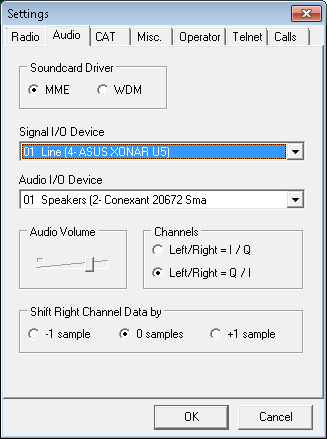 Settings
Radio Audio CAT Misc. Operator Telnet Calls
Soundcard Driver
MME WDM
Signal I/O Device
01 Line (4- ASUS XONAR U5)
Audio I/O Device
01 Speakers (2- Conexant 20672 Sma
Audio Volume
Channels
Left/Right = I / Q
Left/Right = Q / I
Shift Right Channel Data by
-1 sample 0 samples +1 sample
OK Cancel